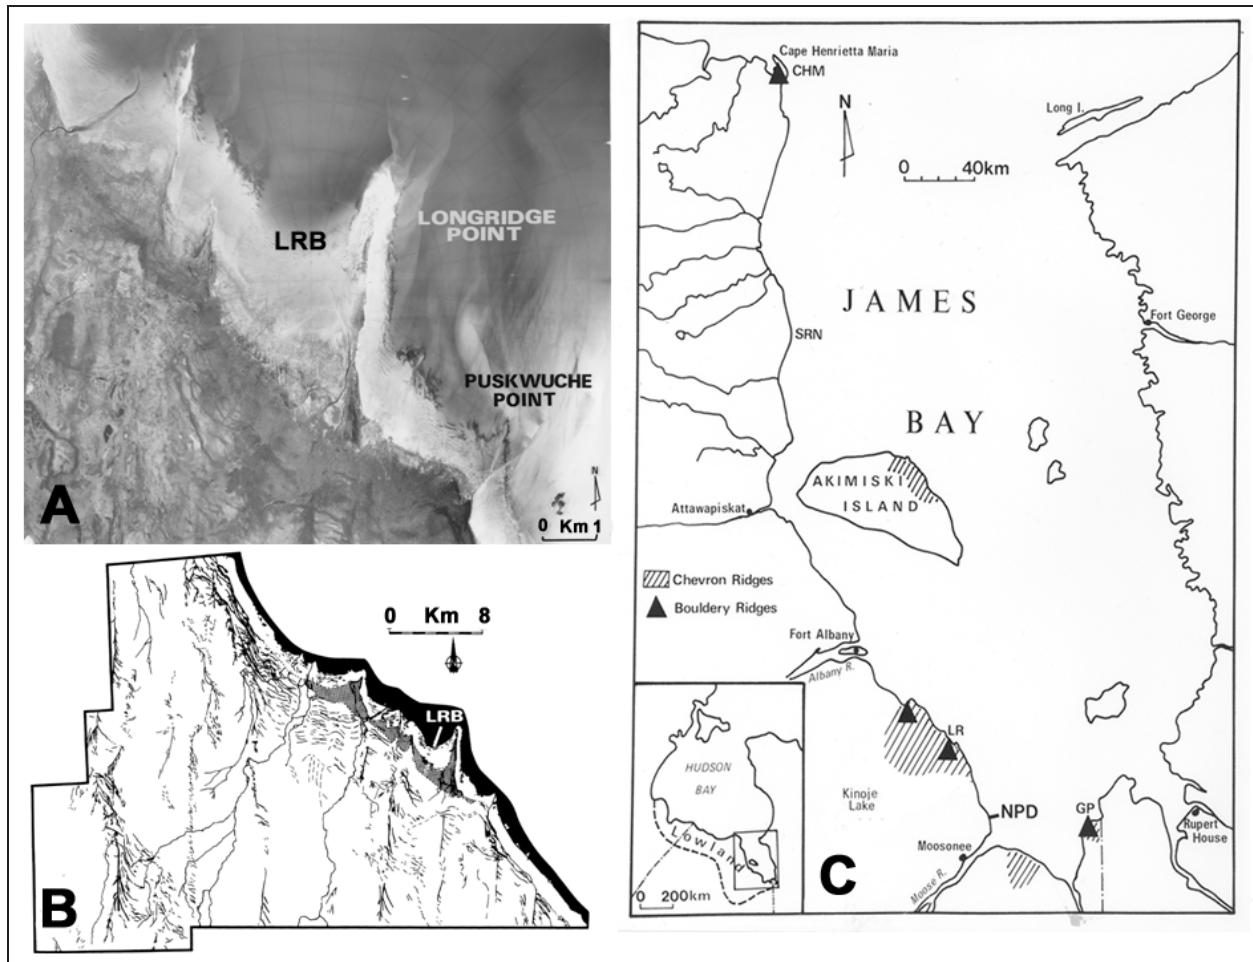 LRB
LONGRIDGE
POINT
PUSKWUCHE
POINT
N
0 Km 1
A
0 Km 8
LRB
B
Cape Henrietta Maria
CHM
N
0 40km
Long I.
JAMES
BAY
SRN
Fort George
AKIMISKI
ISLAND
Attawapiskat
Chevron Ridges
Bouldery Ridges
Fort Albany
Albany R.
LR
Kinoje
Lake
NPD
GP
Rupert
House
Moosonee
Moose R.
HUDSON
BAY
Lowland
0 200km
C